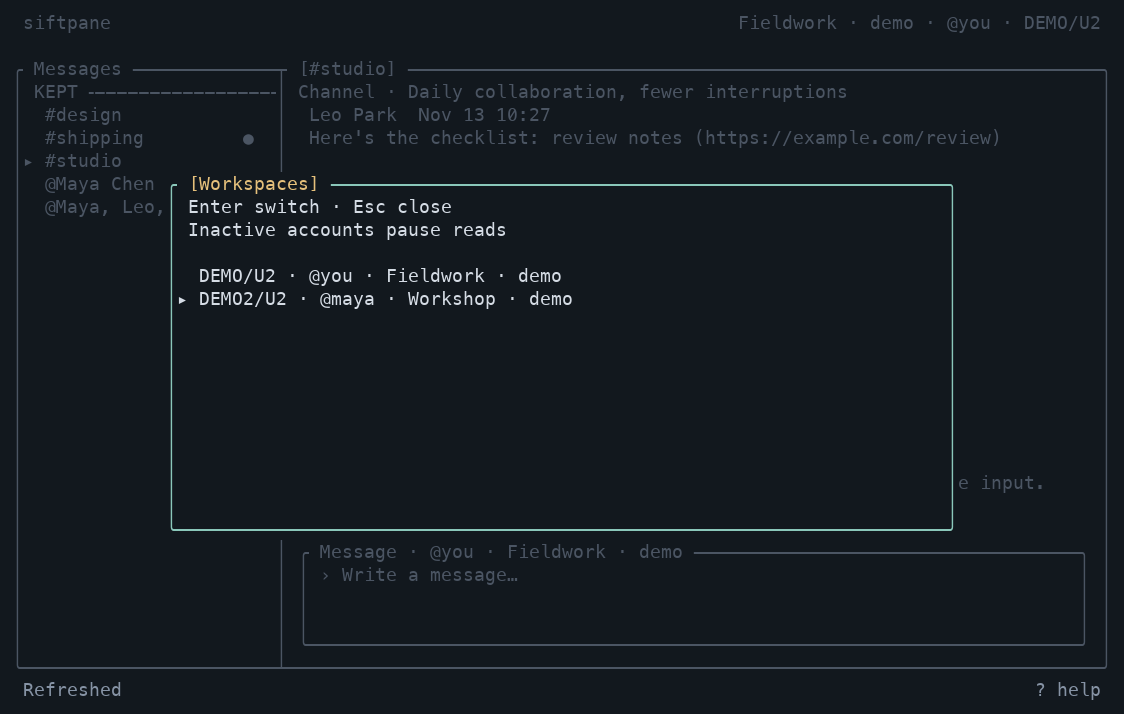 siftpane Fieldwork · demo · @you · DEMO/U2
Messages [#studio]
KEPT Channel · Daily collaboration, fewer interruptions
#design Leo Park Nov 13 10:27
#shipping ● Here's the checklist: review notes (https://example.com/review)
▸ #studio
@Maya Chen [Workspaces]
@Maya, Leo, Enter switch · Esc close
Inactive accounts pause reads
DEMO/U2 · @you · Fieldwork · demo
▸ DEMO2/U2 · @maya · Workshop · demo
e input.
Message · @you · Fieldwork · demo
› Write a message…
Refreshed ? help